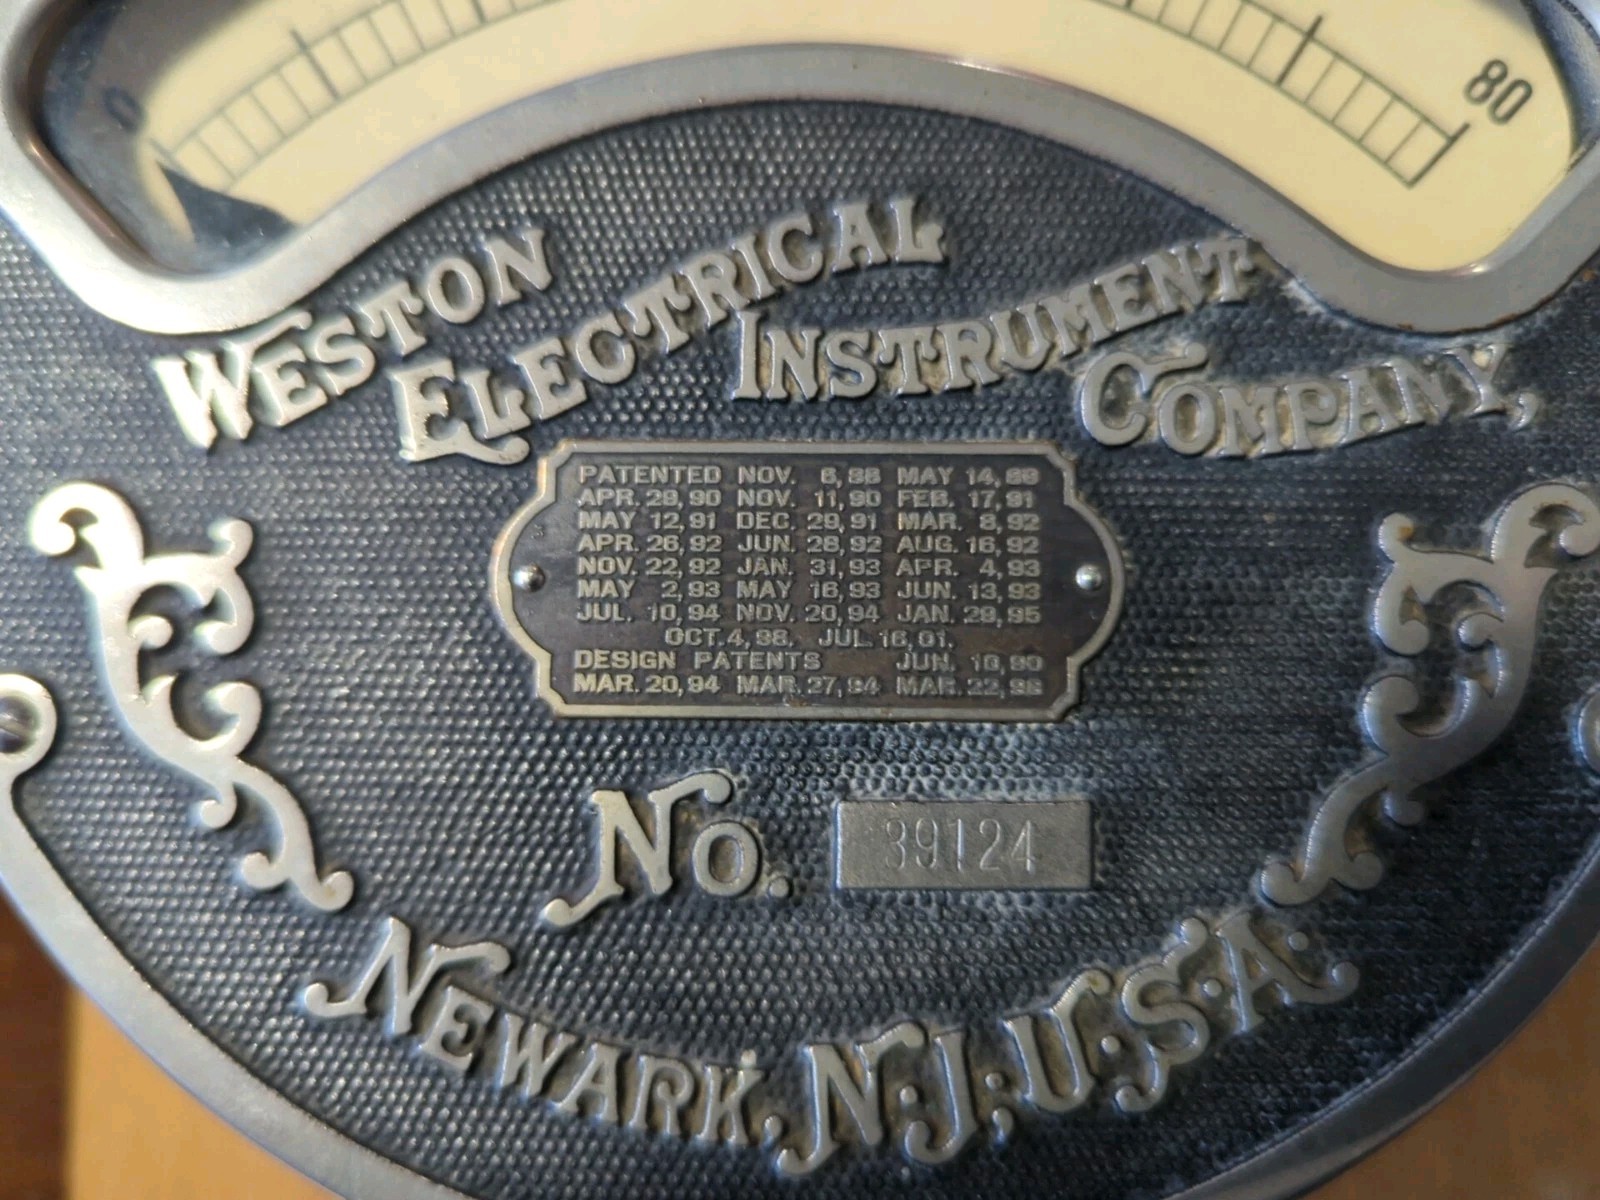 0
80
WESTON
ELECTRICAL
INSTRUMENT
COMPANY,
PATENTED NOV. 6, 88 MAY 14, 89
APR. 29, 90 NOV. 11, 90 FEB. 17, 91
MAY 12, 91 DEC. 29, 91 MAR. 8, 92
APR. 26, 92 JUN. 28, 92 AUG. 16, 92
NOV. 22, 92 JAN. 31, 93 APR. 4, 93
MAY 2, 93 MAY 16, 93 JUN. 13, 93
JUL. 10, 94 NOV. 20, 94 JAN. 29, 95
OCT. 4, 98. JUL 16, 01.
DESIGN PATENTS JUN. 10, 90
MAR. 20, 94 MAR. 27, 94 MAR. 22, 98
No. 39124
NEWARK, N.J., U.S.A.